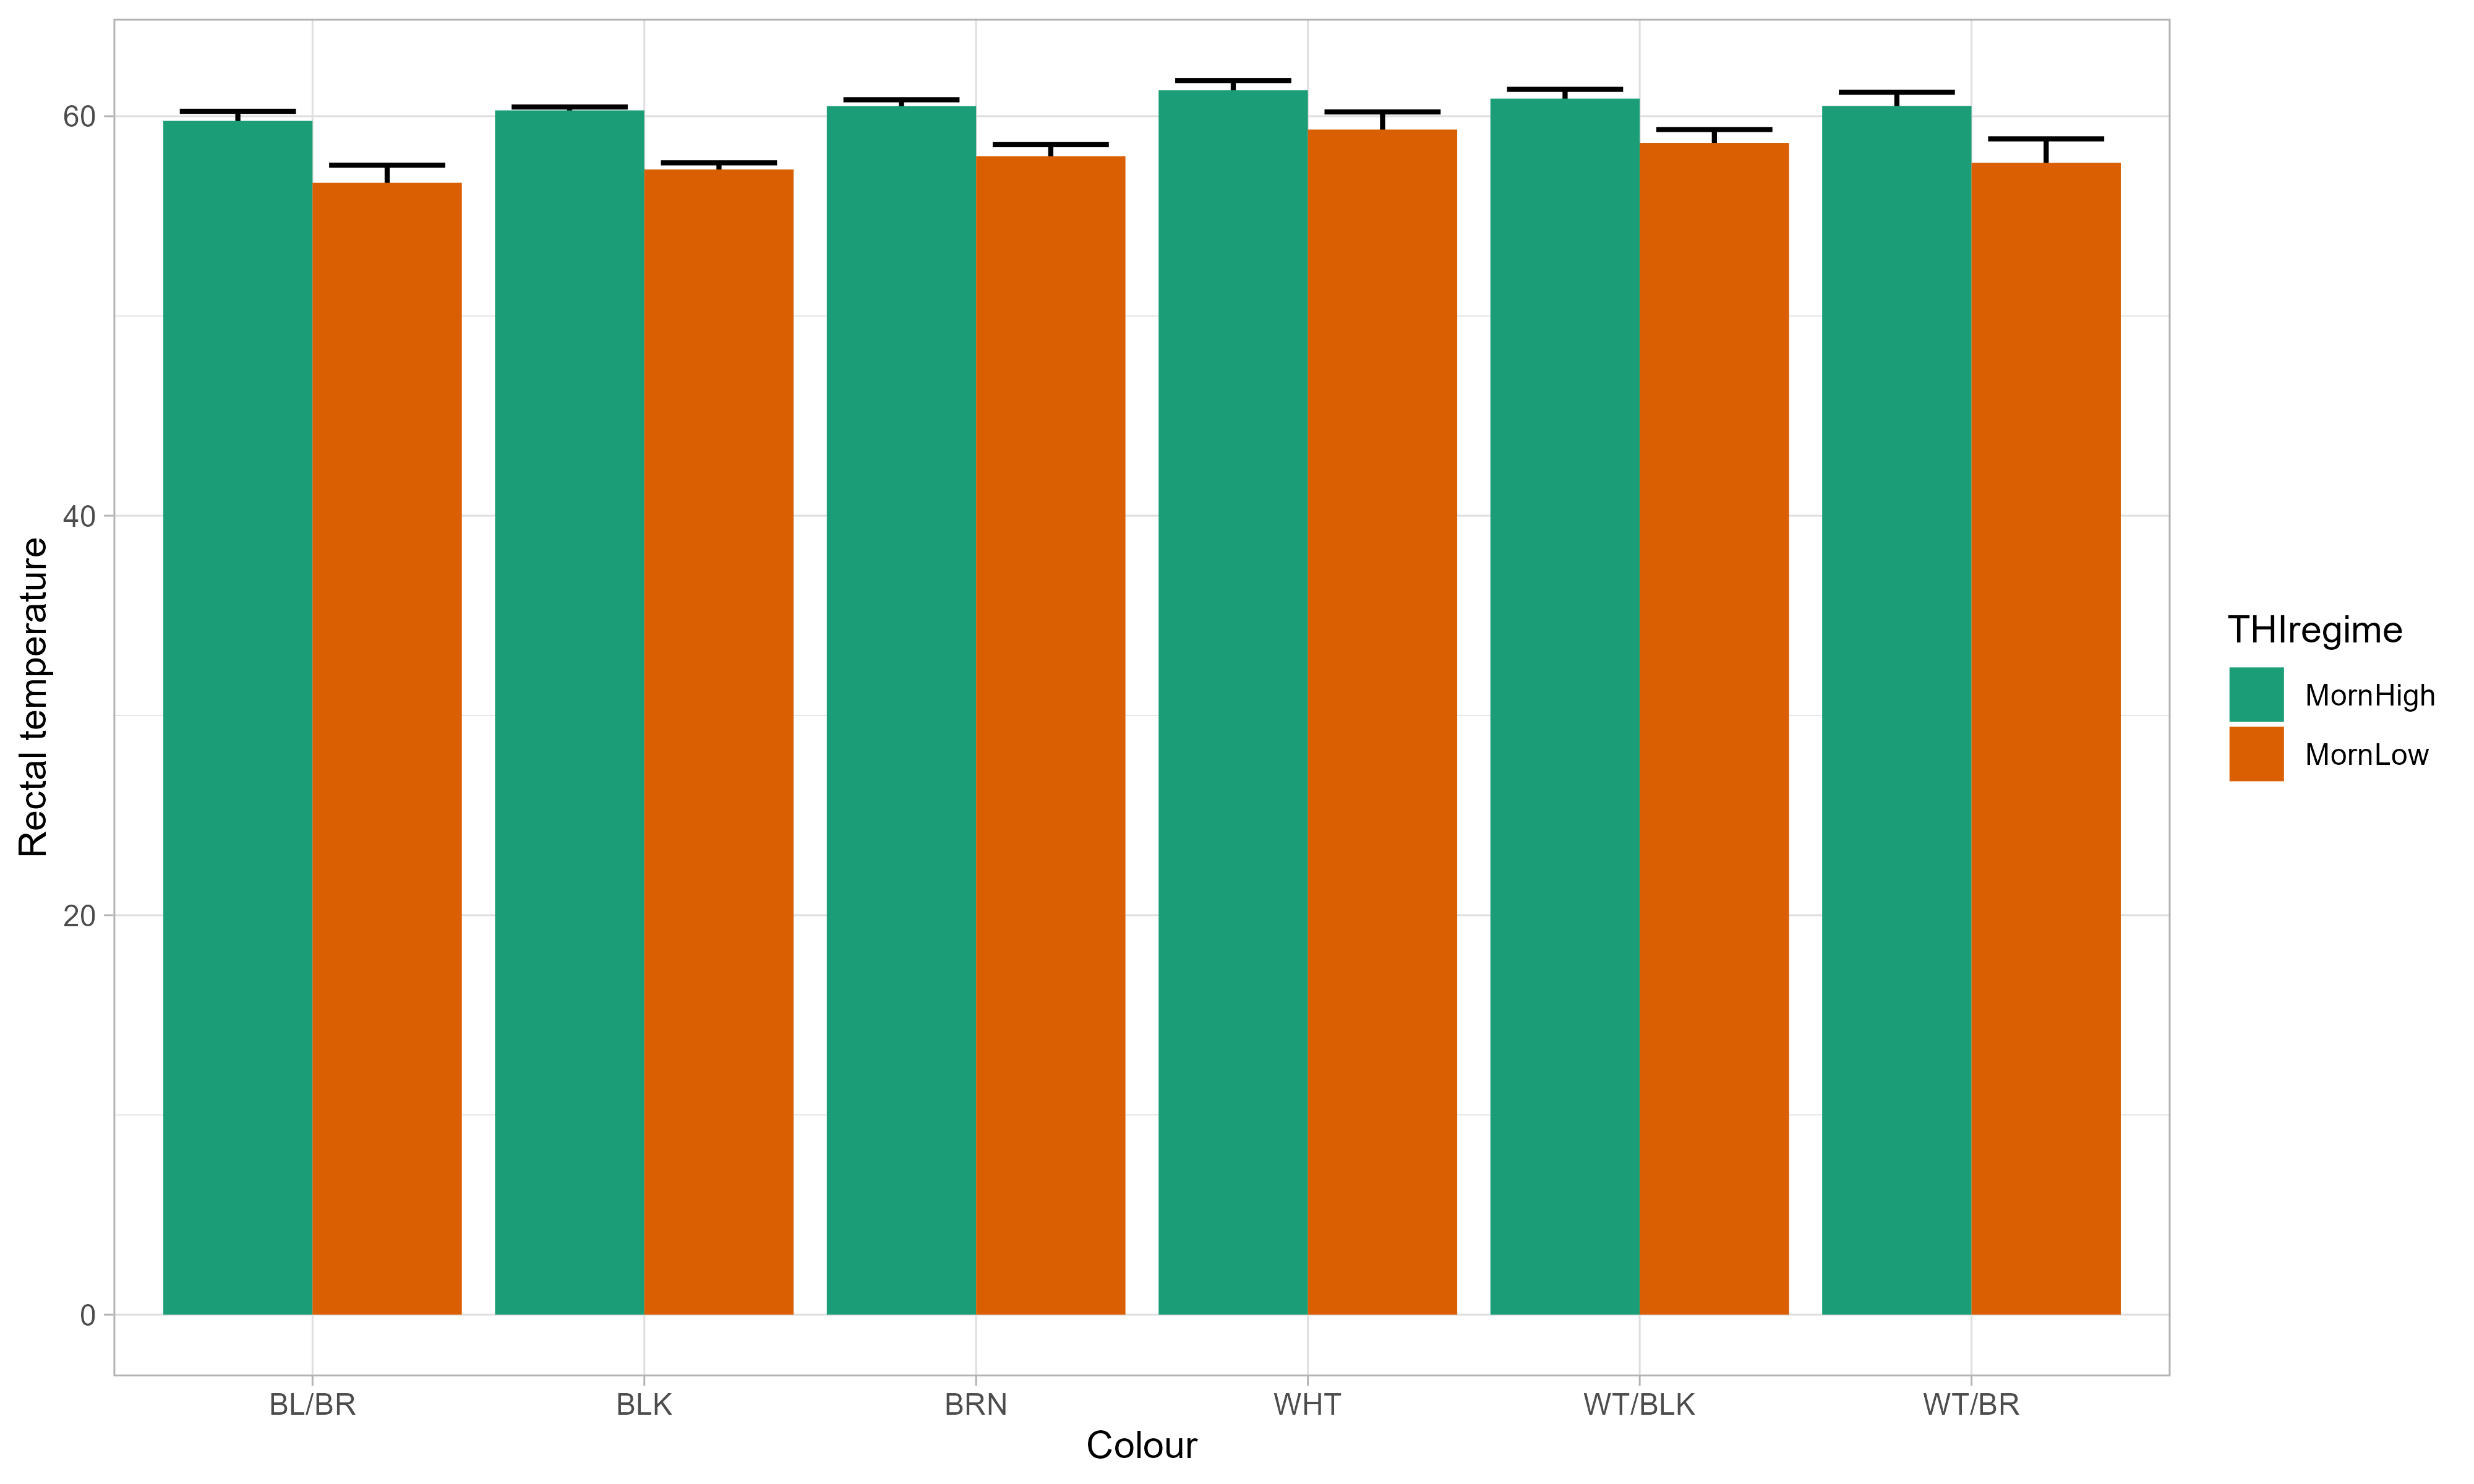 Rectal temperature
60
40
20
0
BL/BR
BLK
BRN
WHT
WT/BLK
WT/BR
Colour
THIregime
MornHigh
MornLow